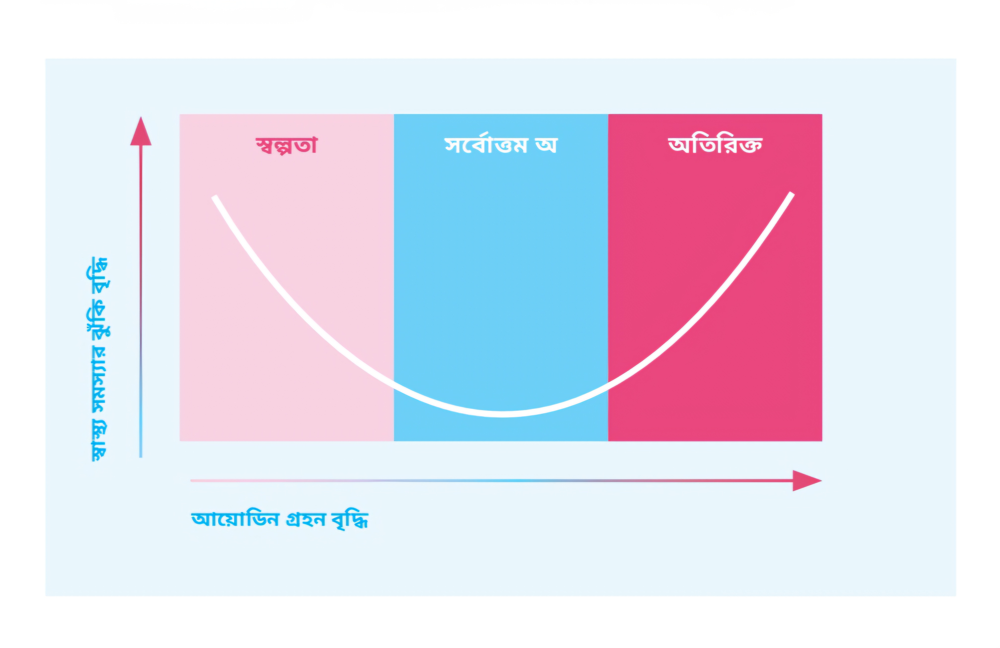 স্বল্পতা
সর্বোত্তম অ
অতিরিক্ত
স্বাস্থ্য সমস্যার ঝুঁকি বৃদ্ধি
আয়োডিন গ্রহন বৃদ্ধি